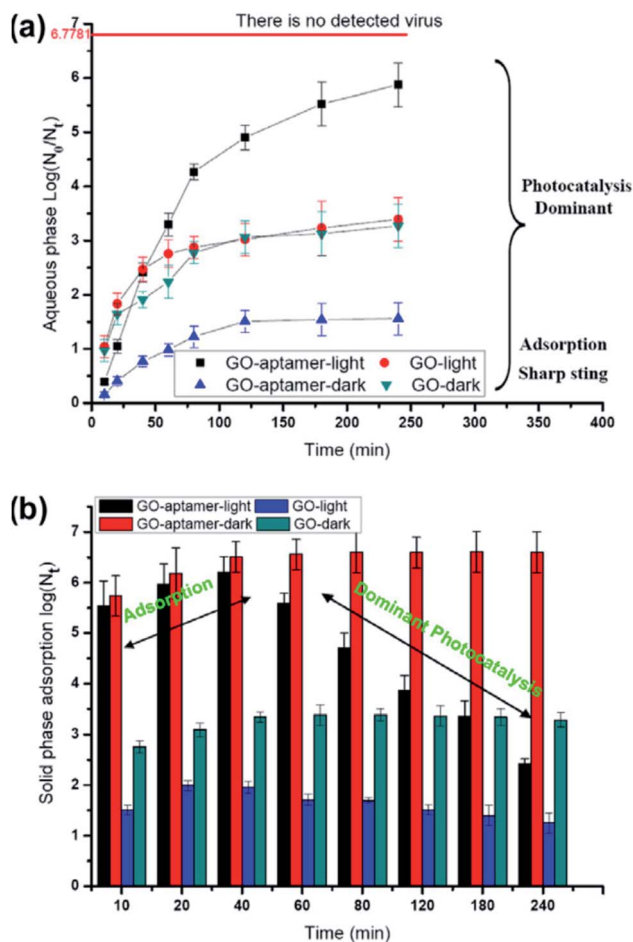 (a)
There is no detected virus
7
6.7781
6
5
4
3
2
1
0
Aqueous phase Log(N0/Nt)
Photocatalysis
Dominant
Adsorption
Sharp sting
GO-aptamer-light
GO-light
GO-aptamer-dark
GO-dark
0 50 100 150 200 250 300 350 400
Time (min)
(b)
GO-aptamer-light
GO-light
GO-aptamer-dark
GO-dark
7
6
5
4
3
2
1
0
Solid phase adsorption log(Nt)
Adsorption
Dominant Photocatalysis
10 20 40 60 80 120 180 240
Time (min)